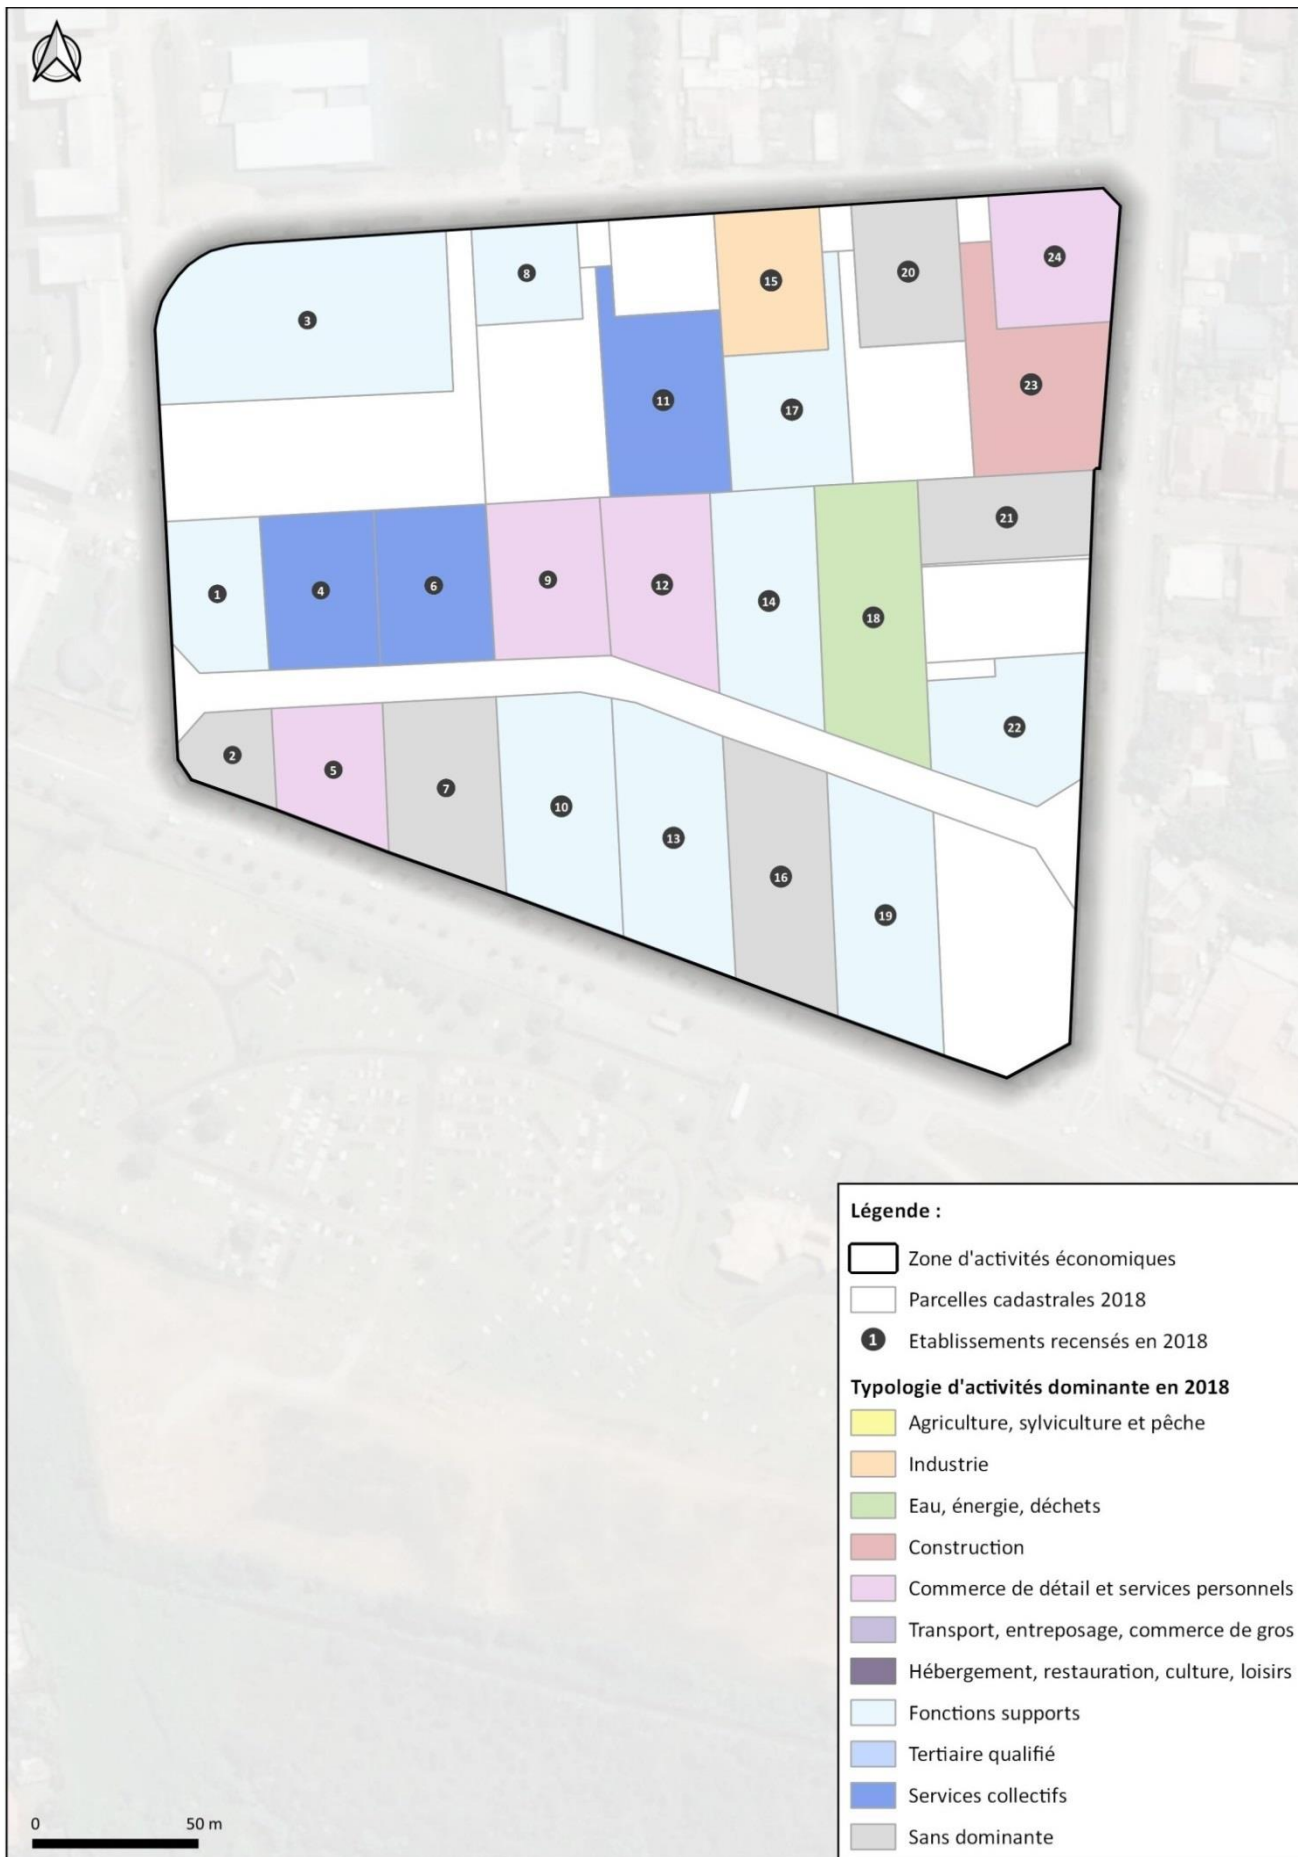 24
20
8
15
3
23
11
17
21
9
12
4
6
1
14
18
22
2
5
7
10
13
16
19
Légende :
Zone d'activités économiques
Parcelles cadastrales 2018
1 Etablissements recensés en 2018
Typologie d'activités dominante en 2018
Agriculture, sylviculture et pêche
Industrie
Eau, énergie, déchets
Construction
Commerce de détail et services personnels
Transport, entreposage, commerce de gros
Hébergement, restauration, culture, loisirs
Fonctions supports
Tertiaire qualifié
Services collectifs
Sans dominante
0 50 m